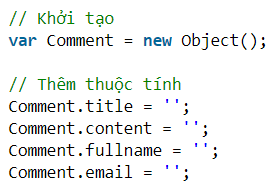 // Khởi tạo
var Comment = new Object();
// Thêm thuộc tính
Comment.title = '';
Comment.content = '';
Comment.fullname = '';
Comment.email = '';